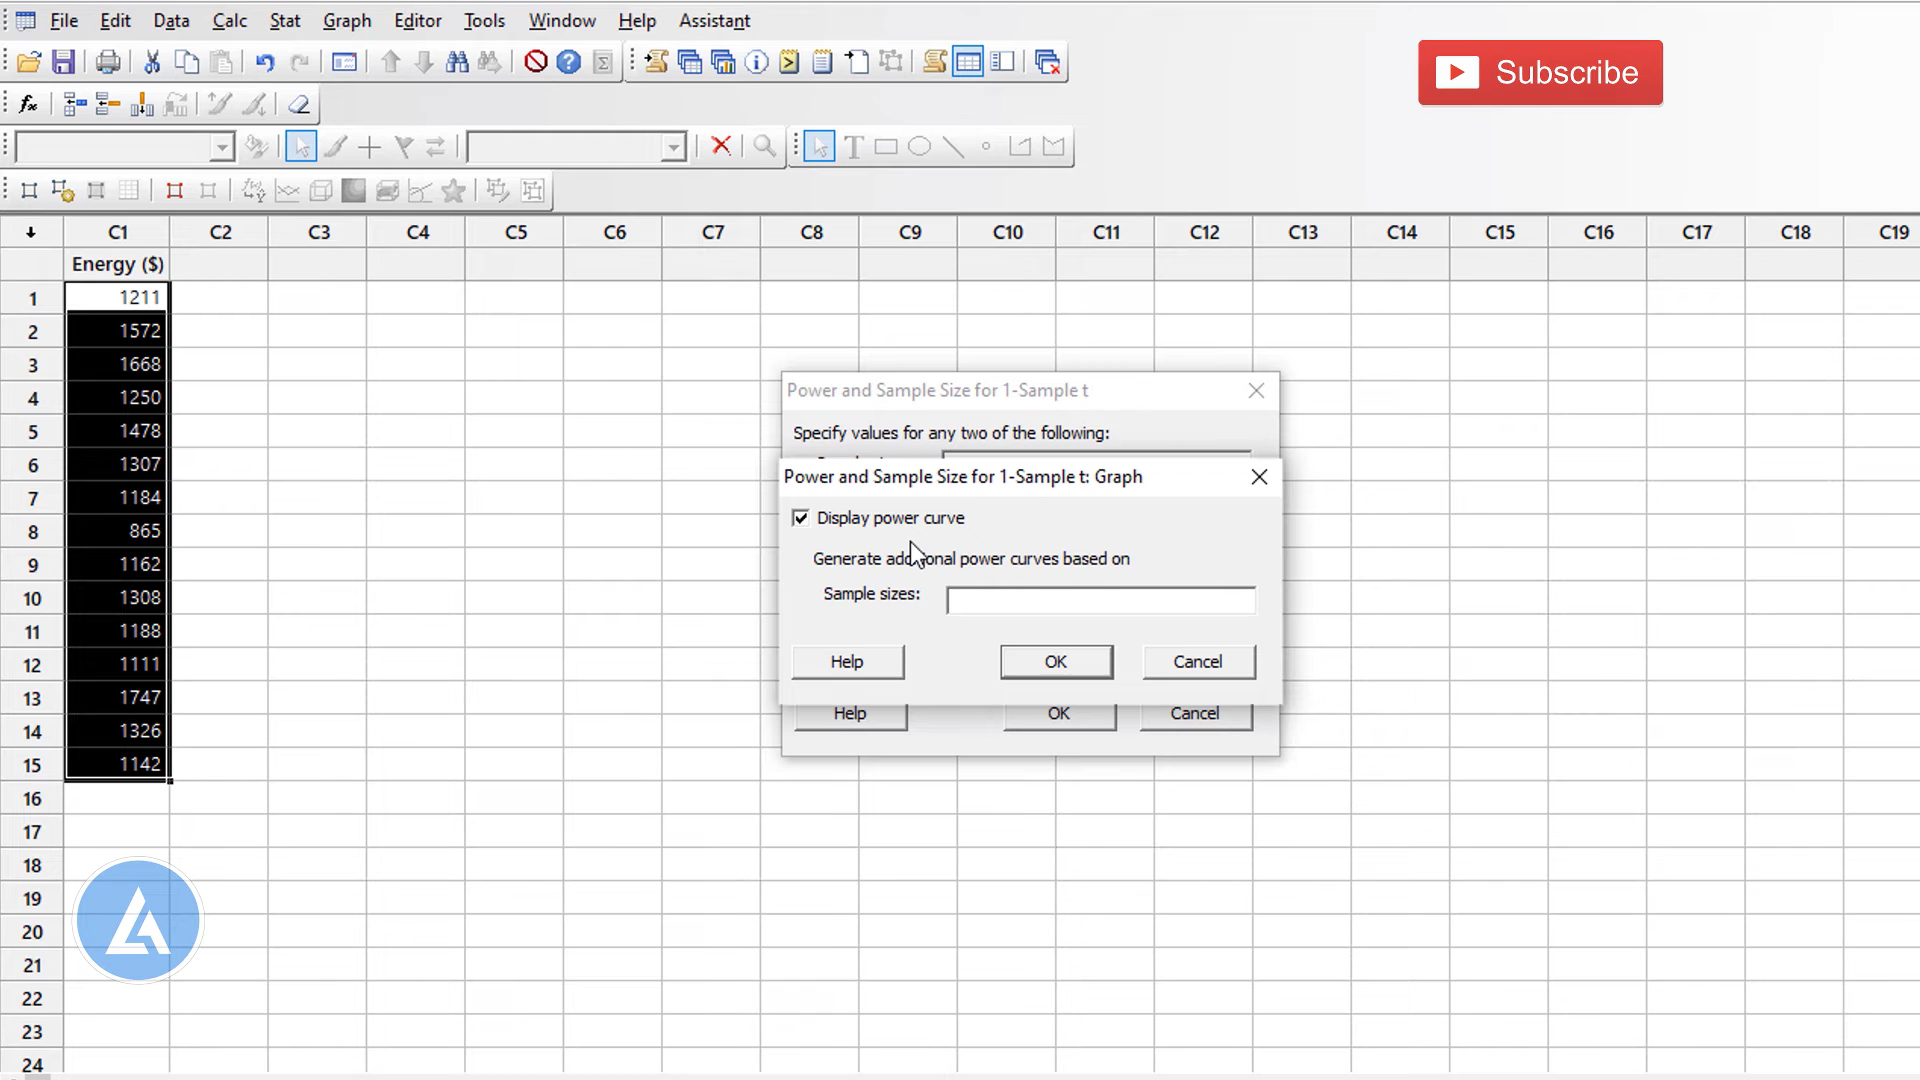 File Edit Data Calc Stat Graph Editor Tools Window Help Assistant
Subscribe
C1 C2 C3 C4 C5 C6 C7 C8 C9 C10 C11 C12 C13 C14 C15 C16 C17 C18 C19
Energy ($)
1 1211
2 1572
3 1668
4 1250
5 1478
6 1307
7 1184
8 865
9 1162
10 1308
11 1188
12 1111
13 1747
14 1326
15 1142
16
17
18
19
20
21
22
23
24
Power and Sample Size for 1-Sample t
Specify values for any two of the following:
Power and Sample Size for 1-Sample t: Graph
Display power curve
Generate additional power curves based on
Sample sizes:
Help OK Cancel
Help OK Cancel